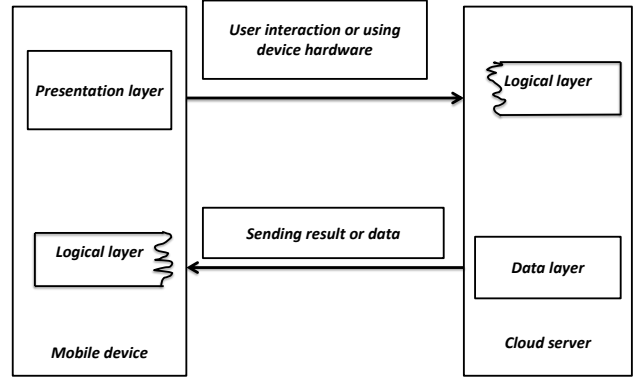 User interaction or using
device hardware
Presentation layer
Logical layer
Sending result or data
Logical layer
Data layer
Mobile device
Cloud server